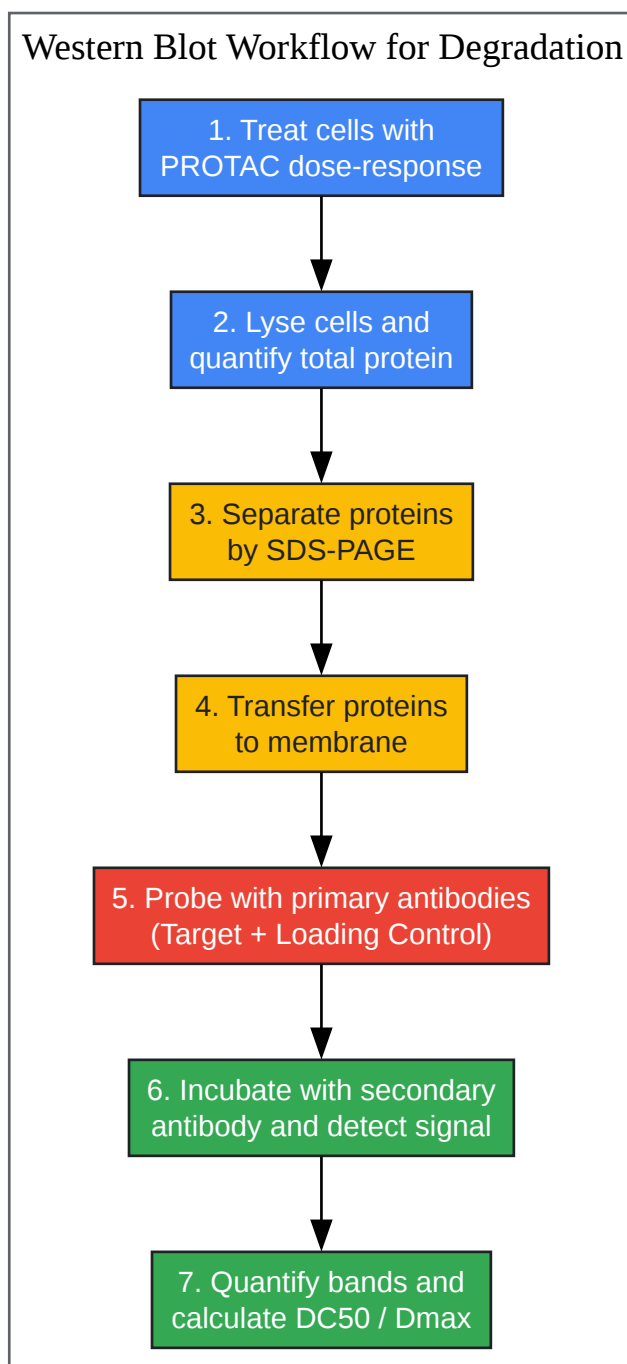 Western Blot Workflow for Degradation
1. Treat cells with
PROTAC dose-response
2. Lyse cells and
quantify total protein
3. Separate proteins
by SDS-PAGE
4. Transfer proteins
to membrane
5. Probe with primary antibodies
(Target + Loading Control)
6. Incubate with secondary
antibody and detect signal
7. Quantify bands and
calculate DC50 / Dmax